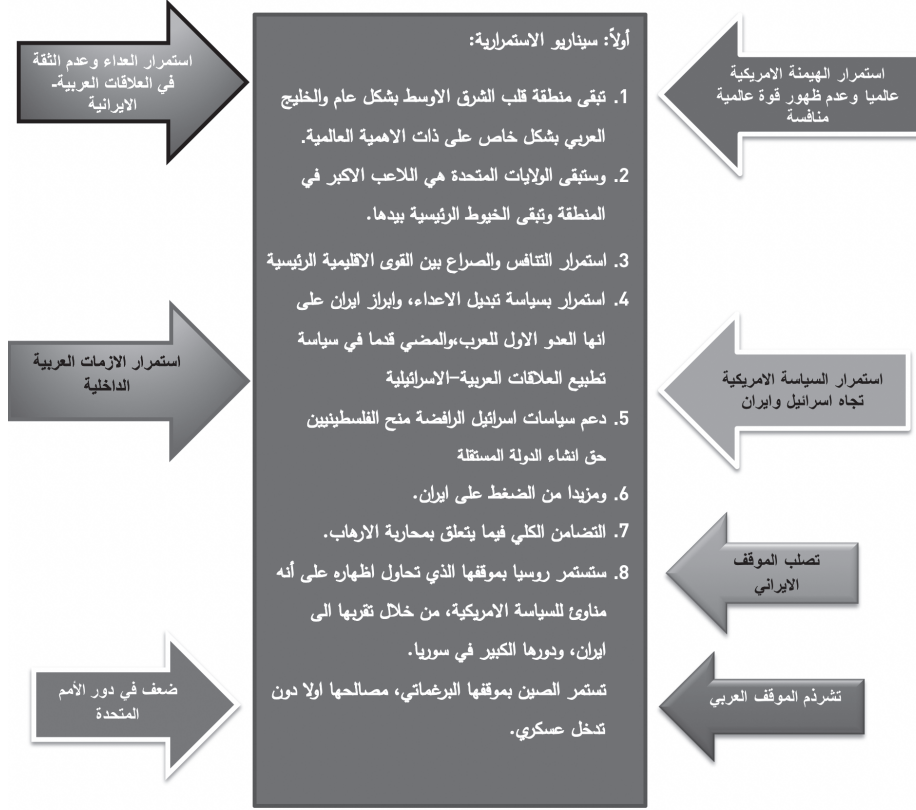 أولاً: سيناريو الاستمرارية:
1. تبقى منطقة قلب الشرق الاوسط بشكل عام والخليج
العربي بشكل خاص على ذات الاهمية العالمية.
2. وستبقى الولايات المتحدة هي اللاعب الاكبر في
المنطقة وتبقى الخيوط الرئيسية بيدها.
3. استمرار التنافس والصراع بين القوى الاقليمية الرئيسية
4. استمرار بسياسة تبديل الاعداء، وابراز ايران على
انها العدو الاول للعرب،والمضي قدما في سياسة
تطبيع العلاقات العربية-الاسرائيلية
5. دعم سياسات اسرائيل الرافضة منح الفلسطينيين
حق انشاء الدولة المستقلة
6. ومزيدا من الضغط على ايران.
7. التضامن الكلي فيما يتعلق بمحاربة الارهاب.
8. ستستمر روسيا بموقفها الذي تحاول اظهاره على أنه
مناوئ للسياسة الامريكية، من خلال تقربها الى
ايران، ودورها الكبير في سوريا.
تستمر الصين بموقفها البرغماتي، مصالحها اولا دون
تدخل عسكري.
استمرار الهيمنة الامريكية
عالميا وعدم ظهور قوة عالمية
منافسة
استمرار السياسة الامريكية
تجاه اسرائيل وايران
تصلب الموقف
الايراني
تشرذم الموقف العربي
استمرار العداء وعدم الثقة
في العلاقات العربية-
الايرانية
استمرار الازمات العربية
الداخلية
ضعف في دور الأمم
المتحدة